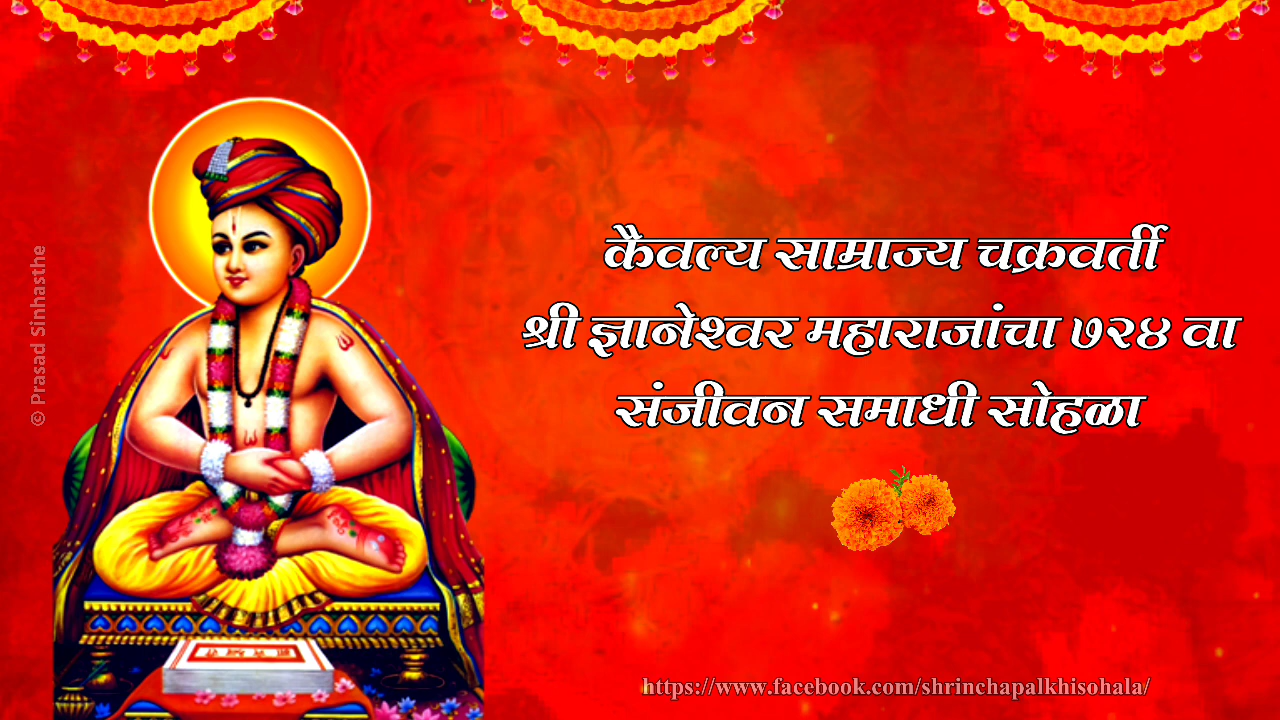 कैवल्य साम्राज्य चक्रवर्ती
श्री ज्ञानेश्वर महाराजांचा ७२४ वा
संजीवन समाधी सोहळा
© Prasad Sinhasthe
https://www.facebook.com/shrinchapalkhisohala/